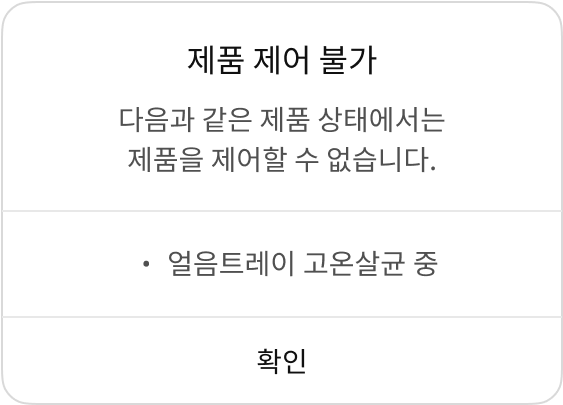 제품 제어 불가
다음과 같은 제품 상태에서는
제품을 제어할 수 없습니다.
• 얼음트레이 고온살균 중
확인